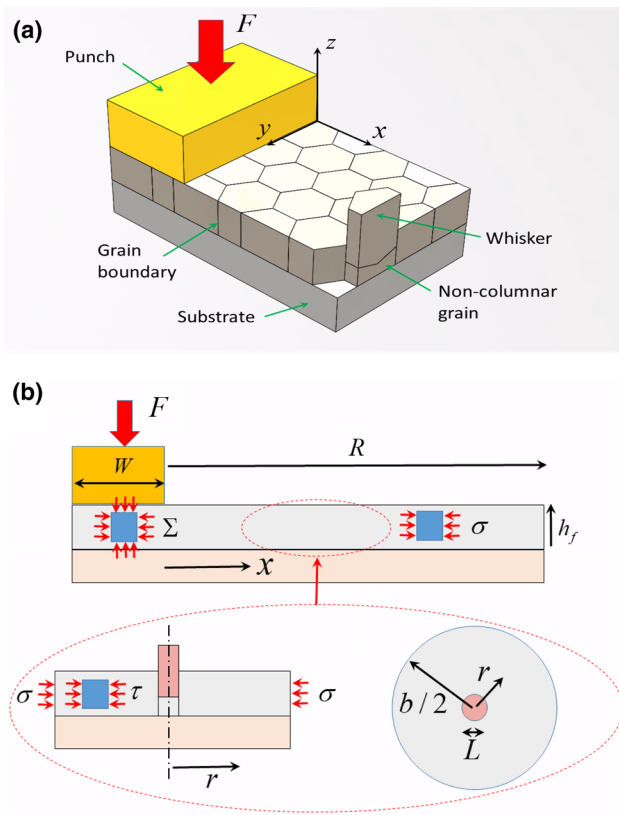 (a)
F
z
Punch
y
x
Whisker
Grain
boundary
Non-columnar
grain
Substrate
(b)
F
W
R
Σ
σ
h_f
x
σ
τ
σ
r
b / 2
r
L